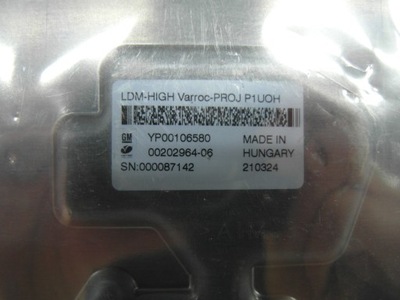 LDM-HIGH Varroc-PROJ P1UOH
GM YP00106580 MADE IN
00202964-06 HUNGARY
SN:000087142 210324